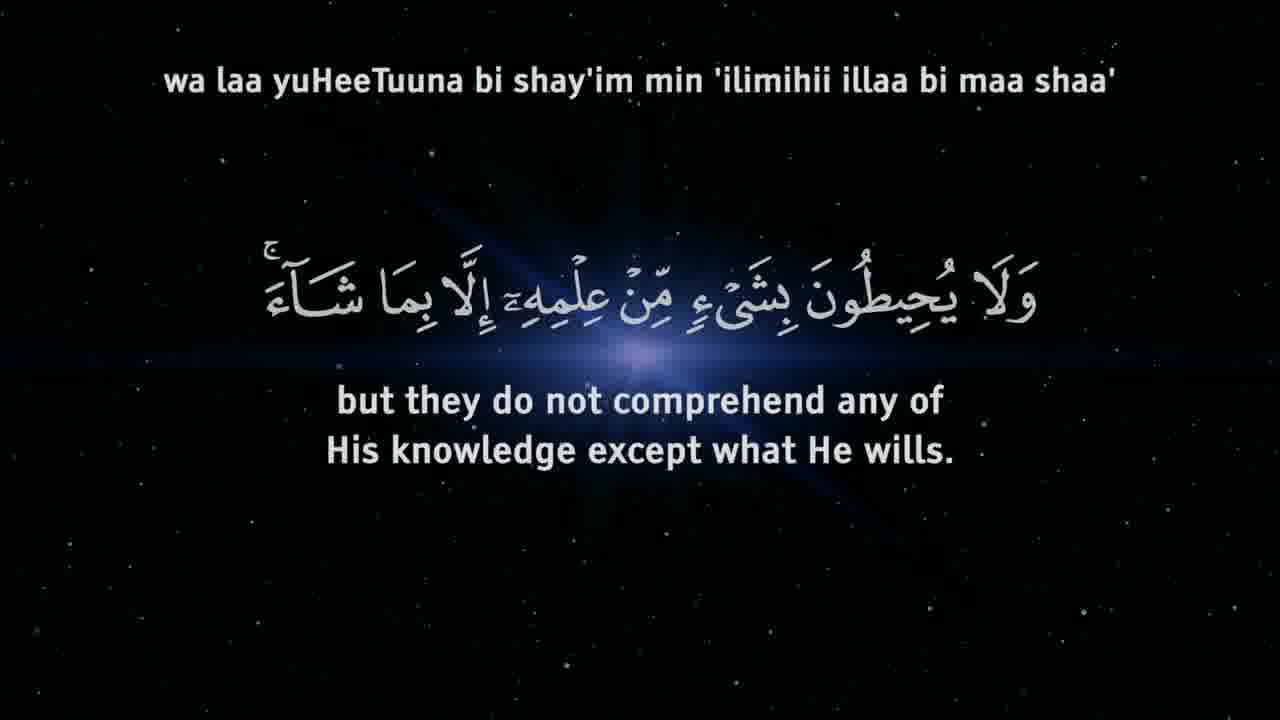 wa laa yuHeeTuuna bi shay'im min 'ilimihii illaa bi maa shaa'
وَلَا يُحِيطُونَ بِشَىْءٍ مِّنْ عِلْمِهِۦٓ إِلَّا بِمَا شَآءَ ۚ
but they do not comprehend any of
His knowledge except what He wills.